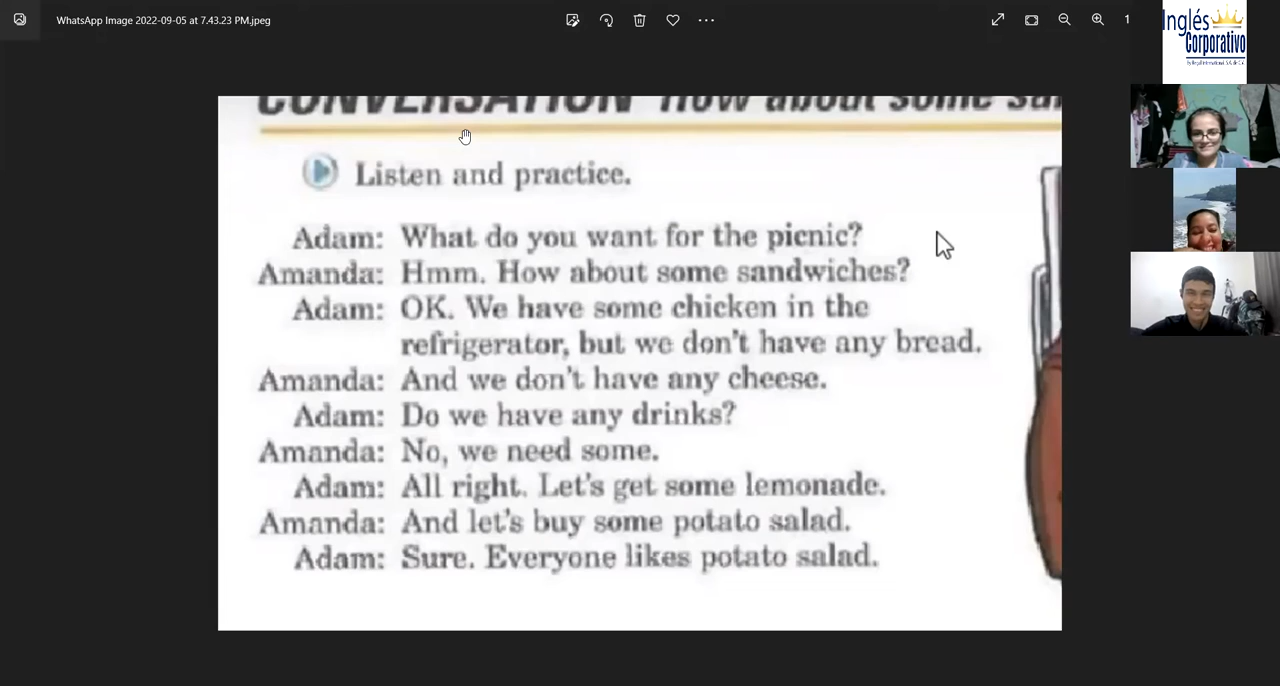 WhatsApp Image 2022-09-05 at 7.43.23 PM.jpeg
1
Inglés
Corporativo
CONVERSATION How about some
Listen and practice.
Adam: What do you want for the picnic?
Amanda: Hmm. How about some sandwiches?
Adam: OK. We have some chicken in the
refrigerator, but we don't have any bread.
Amanda: And we don't have any cheese.
Adam: Do we have any drinks?
Amanda: No, we need some.
Adam: All right. Let's get some lemonade.
Amanda: And let's buy some potato salad.
Adam: Sure. Everyone likes potato salad.